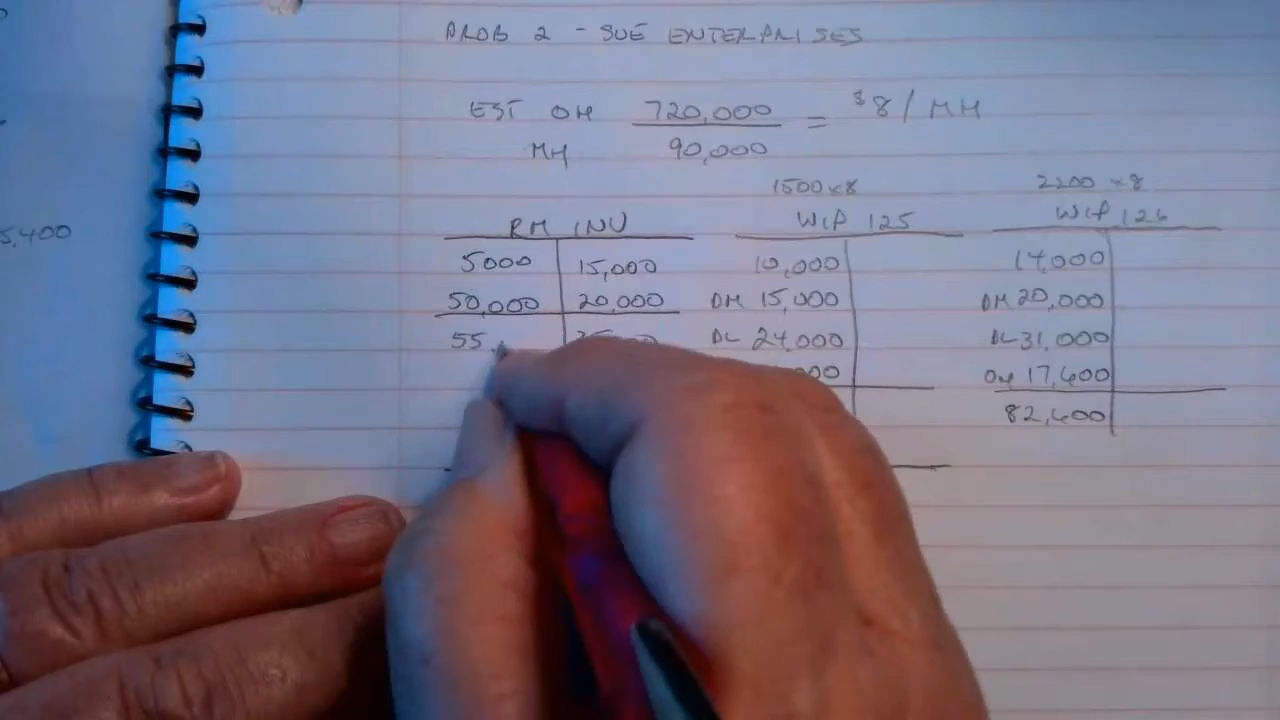 PROB 2 - SUE ENTERPRISES
EST OH 720,000 = $8/MH
MH 90,000
1500 x 8 2200 x 8
RM INV WIP 125 WIP 126
5000 15,000 10,000 14,000
50,000 20,000 DM 15,000 DM 20,000
5,400
55, DL 24,000 DL 31,000
OH 17,600
82,600